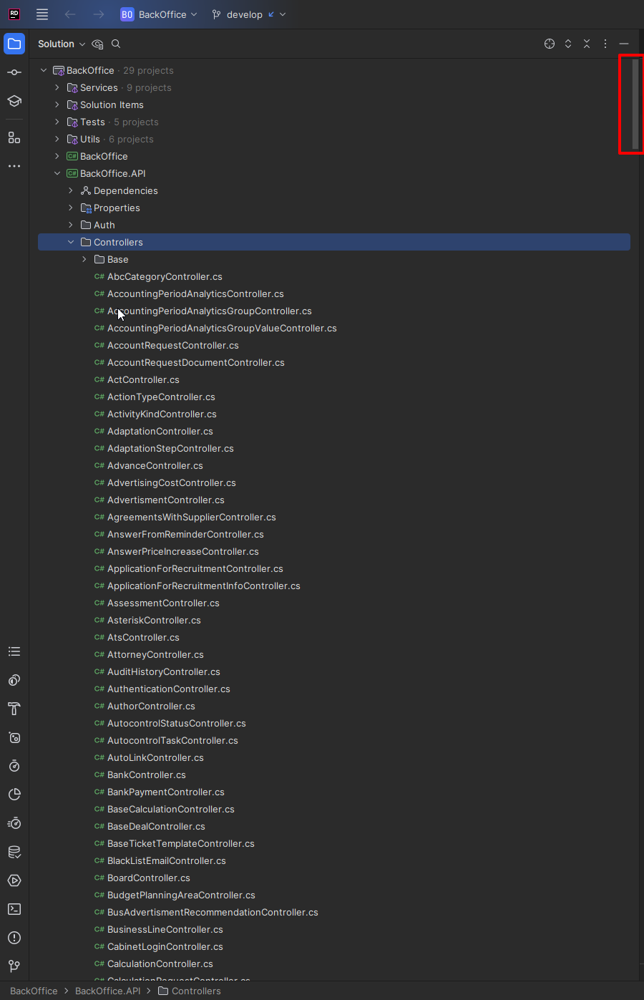 RD BO BackOffice develop
Solution
BackOffice · 29 projects
Services · 9 projects
Solution Items
Tests · 5 projects
Utils · 6 projects
C# BackOffice
C# BackOffice.API
Dependencies
Properties
Auth
Controllers
Base
C# AbcCategoryController.cs
C# AccountingPeriodAnalyticsController.cs
C# AccountingPeriodAnalyticsGroupController.cs
C# AccountingPeriodAnalyticsGroupValueController.cs
C# AccountRequestController.cs
C# AccountRequestDocumentController.cs
C# ActController.cs
C# ActionTypeController.cs
C# ActivityKindController.cs
C# AdaptationController.cs
C# AdaptationStepController.cs
C# AdvanceController.cs
C# AdvertisingCostController.cs
C# AdvertismentController.cs
C# AgreementsWithSupplierController.cs
C# AnswerFromReminderController.cs
C# AnswerPriceIncreaseController.cs
C# ApplicationForRecruitmentController.cs
C# ApplicationForRecruitmentInfoController.cs
C# AssessmentController.cs
C# AsteriskController.cs
C# AtsController.cs
C# AttorneyController.cs
C# AuditHistoryController.cs
C# AuthenticationController.cs
C# AuthorController.cs
C# AutocontrolStatusController.cs
C# AutocontrolTaskController.cs
C# AutoLinkController.cs
C# BankController.cs
C# BankPaymentController.cs
C# BaseCalculationController.cs
C# BaseDealController.cs
C# BaseTicketTemplateController.cs
C# BlackListEmailController.cs
C# BoardController.cs
C# BudgetPlanningAreaController.cs
C# BusAdvertismentRecommendationController.cs
C# BusinessLineController.cs
C# CabinetLoginController.cs
C# CalculationController.cs
C# CalculationRequestController.cs
BackOffice > BackOffice.API > Controllers